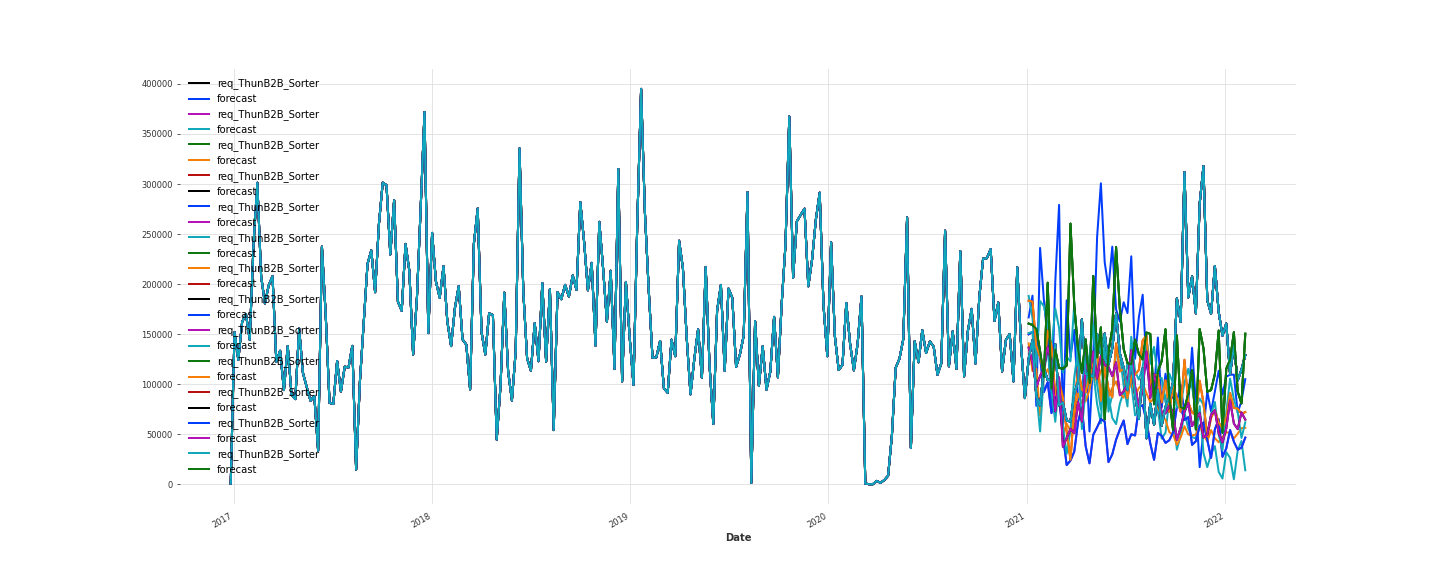 400000
350000
300000
250000
200000
150000
100000
50000
0
req_ThunB2B_Sorter
forecast
req_ThunB2B_Sorter
forecast
req_ThunB2B_Sorter
forecast
req_ThunB2B_Sorter
forecast
req_ThunB2B_Sorter
forecast
req_ThunB2B_Sorter
forecast
req_ThunB2B_Sorter
forecast
req_ThunB2B_Sorter
forecast
req_ThunB2B_Sorter
forecast
req_ThunB2B_Sorter
forecast
req_ThunB2B_Sorter
forecast
req_ThunB2B_Sorter
forecast
req_ThunB2B_Sorter
forecast
2017 2018 2019 2020 2021 2022
Date